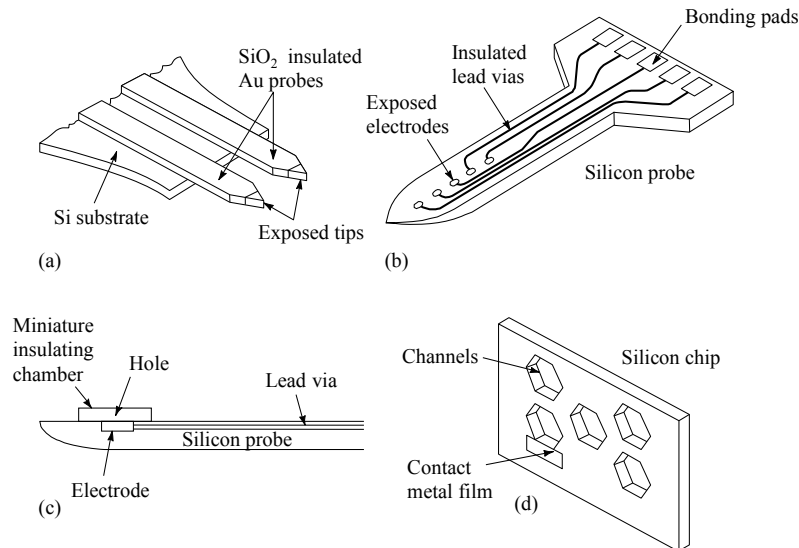 SiO2 insulated
Au probes
Si substrate
Exposed tips
(a)
Bonding pads
Insulated
lead vias
Exposed
electrodes
Silicon probe
(b)
Miniature
insulating
chamber
Hole
Lead via
Silicon probe
Electrode
(c)
Channels
Silicon chip
Contact
metal film
(d)